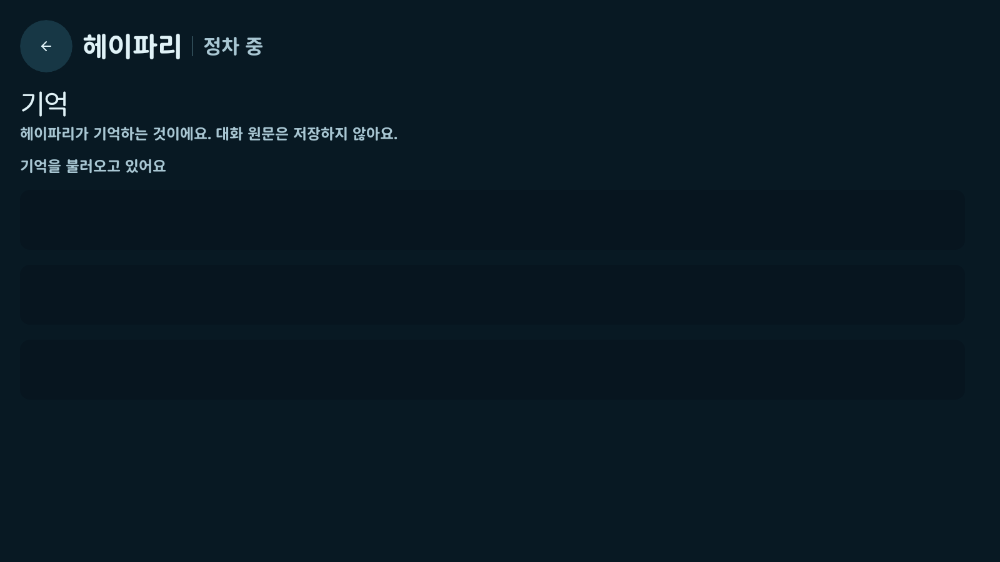 헤이파리 정차 중
기억
헤이파리가 기억하는 것이에요. 대화 원문은 저장하지 않아요.
기억을 불러오고 있어요